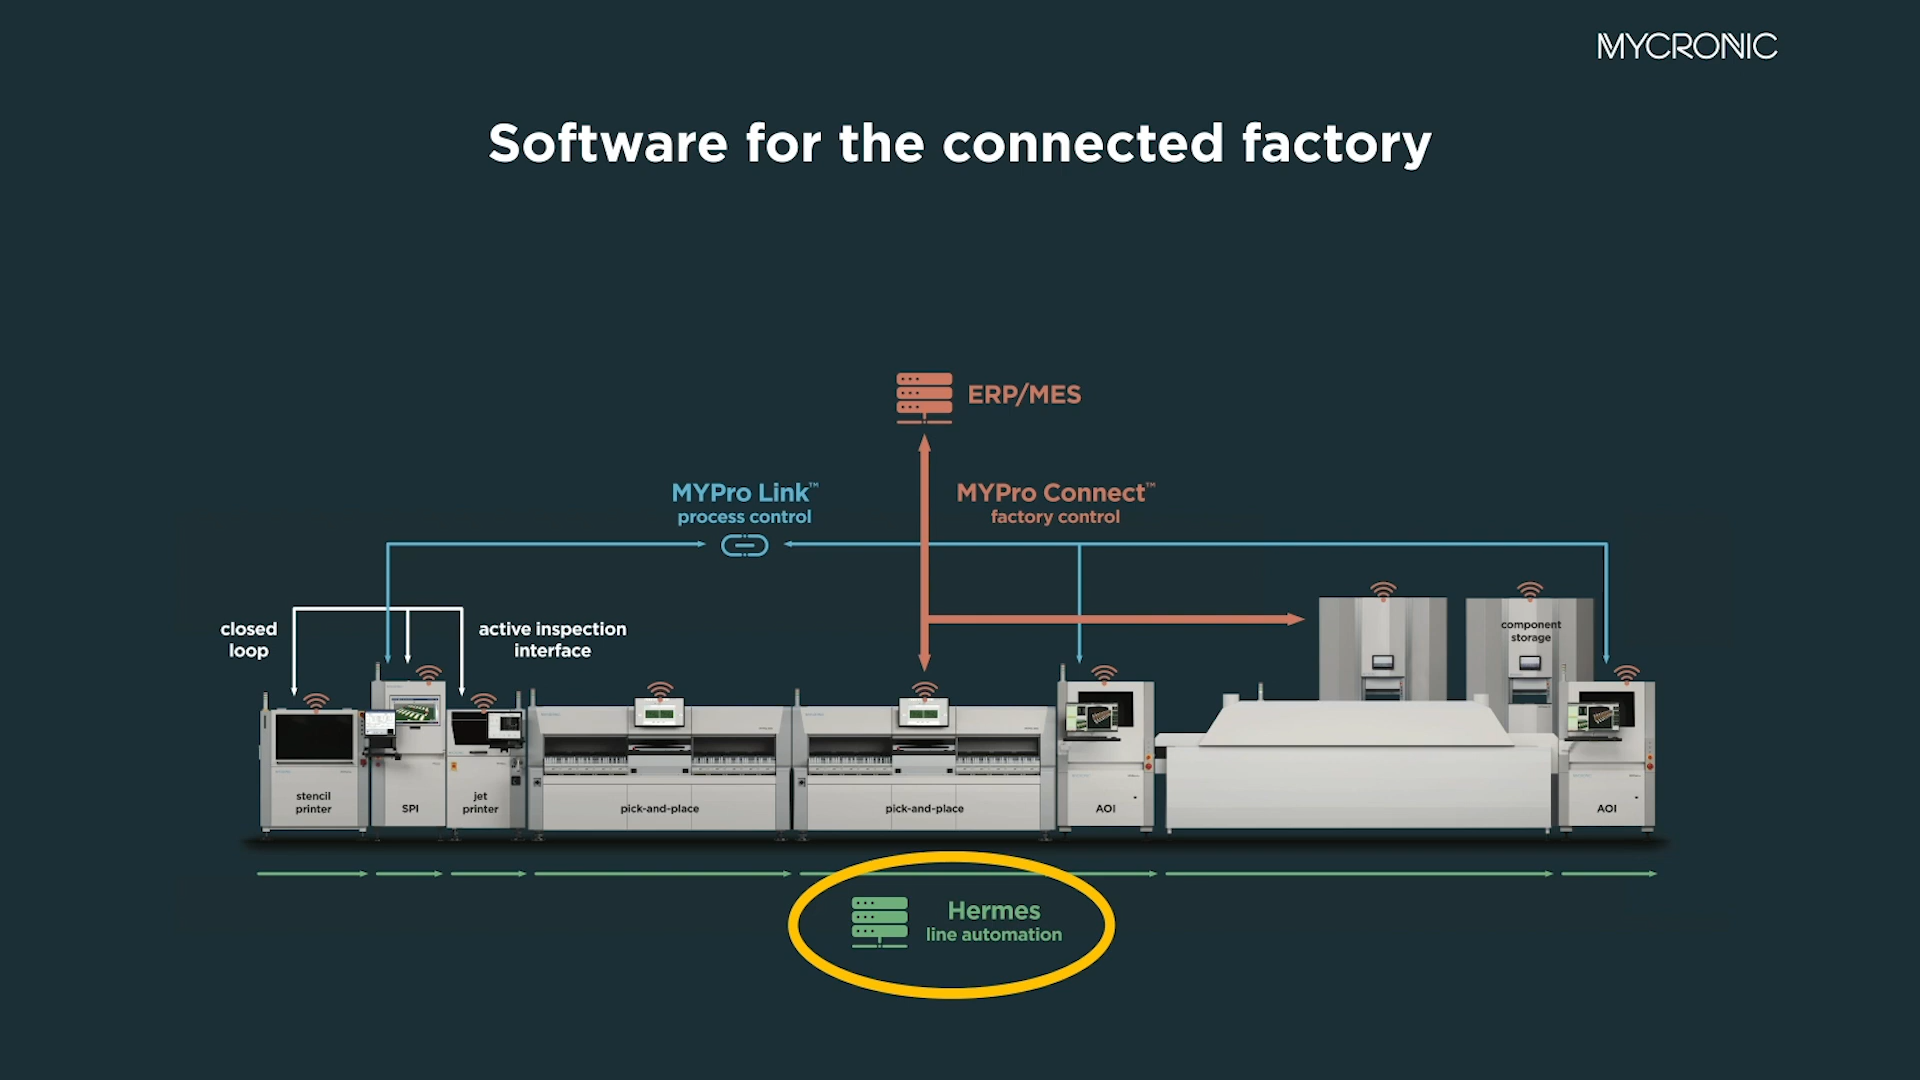 MYCRONIC
Software for the connected factory
ERP/MES
MYPro Link™
process control
MYPro Connect™
factory control
closed
loop
active inspection
interface
component
storage
stencil
printer
SPI
jet
printer
pick-and-place
pick-and-place
AOI
AOI
Hermes
line automation